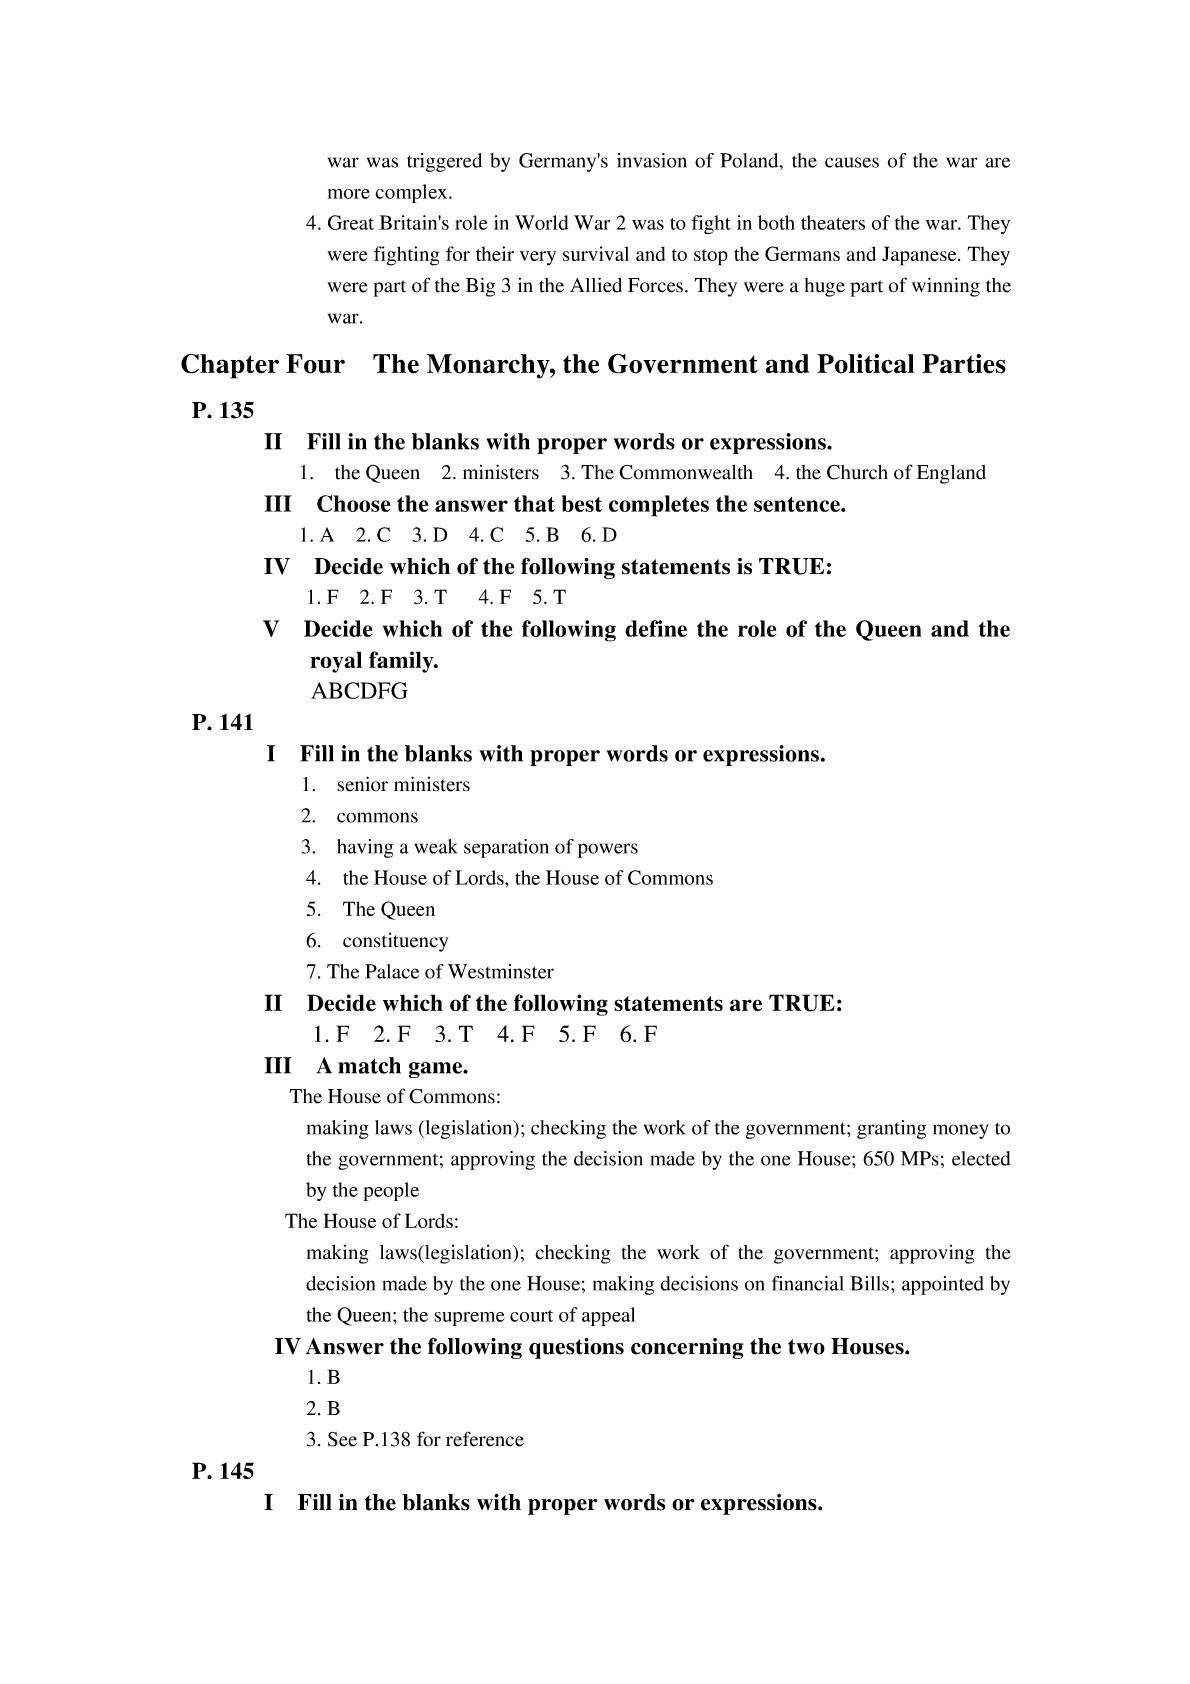 war was triggered by Germany's invasion of Poland, the causes of the war are
more complex.
4. Great Britain's role in World War 2 was to fight in both theaters of the war. They
were fighting for their very survival and to stop the Germans and Japanese. They
were part of the Big 3 in the Allied Forces. They were a huge part of winning the
war.
Chapter Four The Monarchy, the Government and Political Parties
P. 135
II Fill in the blanks with proper words or expressions.
1. the Queen 2. ministers 3. The Commonwealth 4. the Church of England
III Choose the answer that best completes the sentence.
1. A 2. C 3. D 4. C 5. B 6. D
IV Decide which of the following statements is TRUE:
1. F 2. F 3. T 4. F 5. T
V Decide which of the following define the role of the Queen and the
royal family.
ABCDFG
P. 141
I Fill in the blanks with proper words or expressions.
1. senior ministers
2. commons
3. having a weak separation of powers
4. the House of Lords, the House of Commons
5. The Queen
6. constituency
7. The Palace of Westminster
II Decide which of the following statements are TRUE:
1. F 2. F 3. T 4. F 5. F 6. F
III A match game.
The House of Commons:
making laws (legislation); checking the work of the government; granting money to
the government; approving the decision made by the one House; 650 MPs; elected
by the people
The House of Lords:
making laws(legislation); checking the work of the government; approving the
decision made by the one House; making decisions on financial Bills; appointed by
the Queen; the supreme court of appeal
IV Answer the following questions concerning the two Houses.
1. B
2. B
3. See P.138 for reference
P. 145
I Fill in the blanks with proper words or expressions.